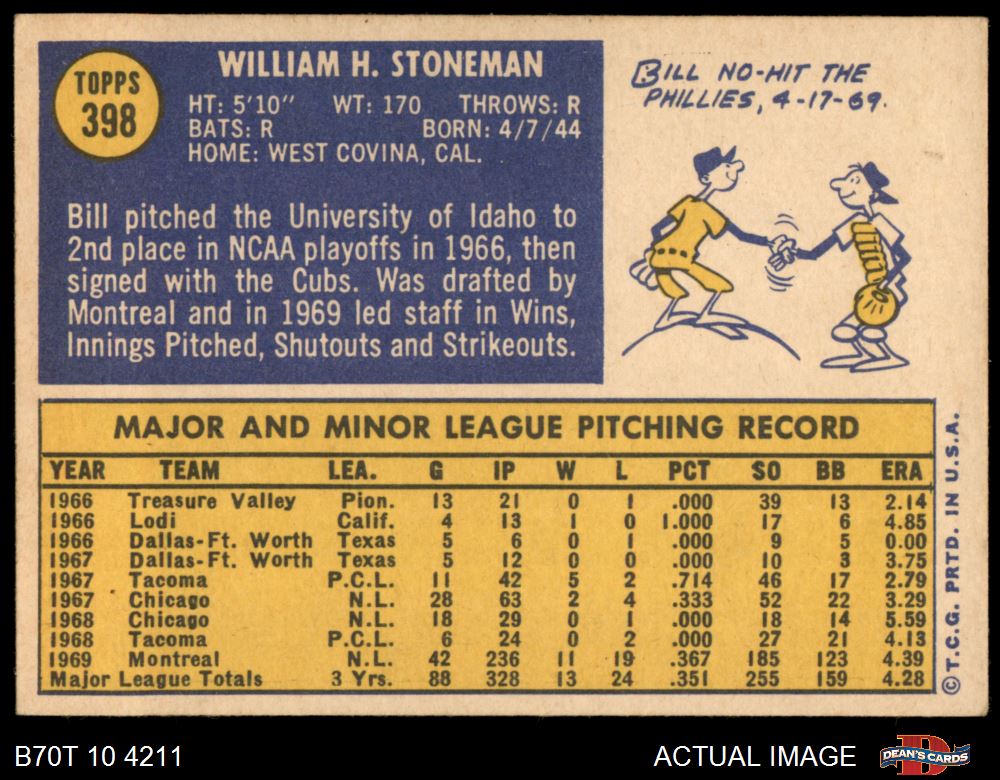 TOPPS
398
WILLIAM H. STONEMAN
HT: 5'10" WT: 170 THROWS: R
BATS: R BORN: 4/7/44
HOME: WEST COVINA, CAL.
Bill pitched the University of Idaho to
2nd place in NCAA playoffs in 1966, then
signed with the Cubs. Was drafted by
Montreal and in 1969 led staff in Wins,
Innings Pitched, Shutouts and Strikeouts.
BILL NO-HIT THE
PHILLIES, 4-17-69.
MAJOR AND MINOR LEAGUE PITCHING RECORD
YEAR TEAM LEA. G IP W L PCT SO BB ERA
1966 Treasure Valley Pion. 13 21 0 1 .000 39 13 2.14
1966 Lodi Calif. 4 13 1 0 1.000 17 6 4.85
1966 Dallas-Ft. Worth Texas 5 6 0 1 .000 9 5 0.00
1967 Dallas-Ft. Worth Texas 5 12 0 0 .000 10 3 3.75
1967 Tacoma P.C.L. 11 42 5 2 .714 46 17 2.79
1967 Chicago N.L. 28 63 2 4 .333 52 22 3.29
1968 Chicago N.L. 18 29 0 1 .000 18 14 5.59
1968 Tacoma P.C.L. 6 24 0 2 .000 27 21 4.13
1969 Montreal N.L. 42 236 11 19 .367 185 123 4.39
Major League Totals 3 Yrs. 88 328 13 24 .351 255 159 4.28
© T.C.G. PRTD. IN U.S.A.
B70T 10 4211
ACTUAL IMAGE
D
DEAN'S CARDS